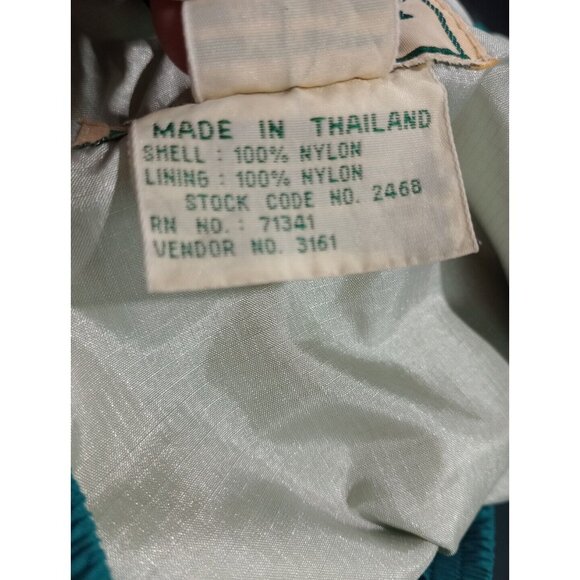 MADE IN THAILAND
SHELL : 100% NYLON
LINING : 100% NYLON
STOCK CODE NO. 2468
RN NO. : 71341
VENDOR NO. 3161